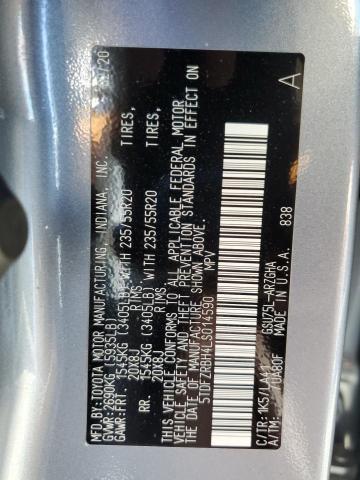 MFD. BY TOYOTA MOTOR MANUFACTURING, INDIANA, INC. /20
GVWR: 2690KG (5935LB)
GAWR: FRT. 1545KG (3405LB) WITH 235/55R20 TIRES,
20X8J RIMS
RR. 1545KG (3405LB) WITH 235/55R20 TIRES,
20X8J RIMS
THIS VEHICLE CONFORMS TO ALL APPLICABLE FEDERAL MOTOR
VEHICLE SAFETY AND THEFT PREVENTION STANDARDS IN EFFECT ON
THE DATE OF MANUFACTURE SHOWN ABOVE.
MPV
A
838
C/TR: 1K5/LA41 GSU75L-ARZGHA
A/TM: MADE IN U.S.A.